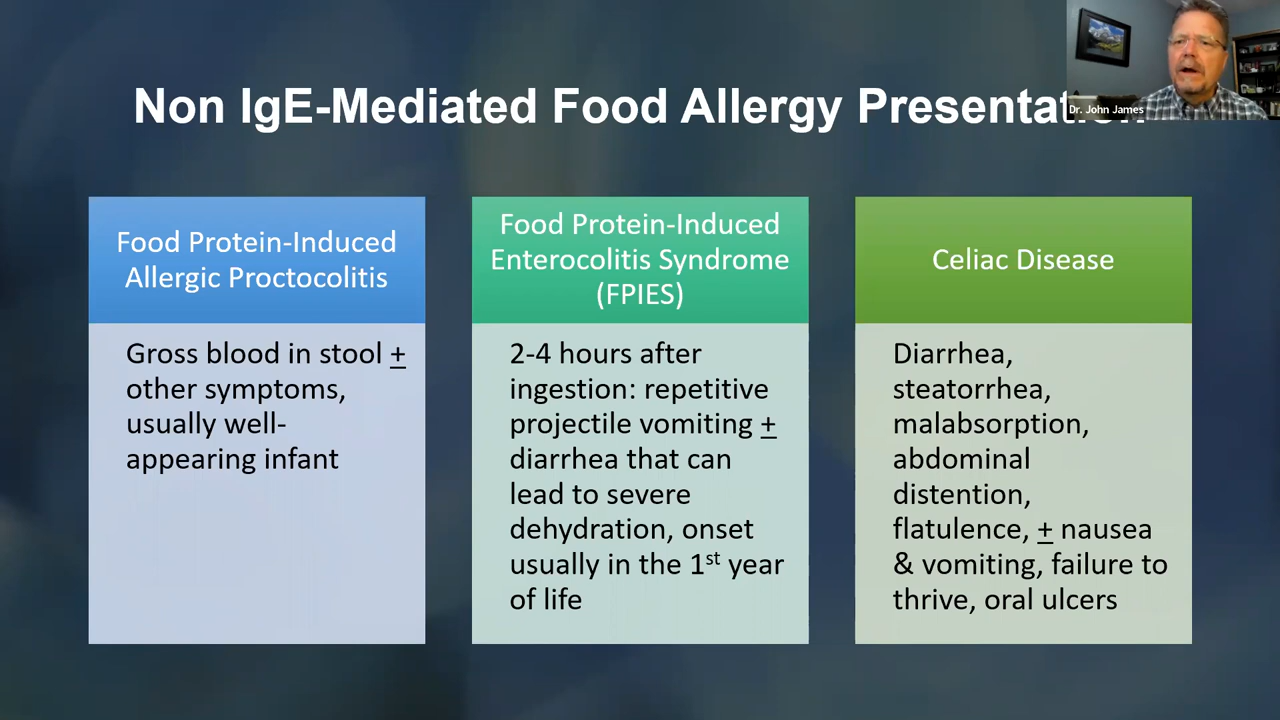 Non IgE-Mediated Food Allergy Presentation
Dr. John James
Food Protein-Induced
Allergic Proctocolitis
Gross blood in stool ±
other symptoms,
usually well-
appearing infant
Food Protein-Induced
Enterocolitis Syndrome
(FPIES)
2-4 hours after
ingestion: repetitive
projectile vomiting ±
diarrhea that can
lead to severe
dehydration, onset
usually in the 1st year
of life
Celiac Disease
Diarrhea,
steatorrhea,
malabsorption,
abdominal
distention,
flatulence, ± nausea
& vomiting, failure to
thrive, oral ulcers